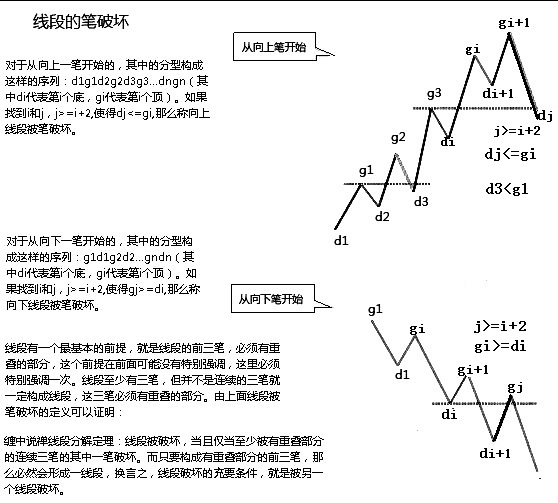 线段的笔破坏
对于从向上一笔开始的，其中的分型构成
这样的序列：d1g1d2g2d3g3…dngn（其
中di代表第i个底，gi代表第i个顶）。如果
找到i和j，j>=i+2,使得dj<=gi,那么称向上
线段被笔破坏。
从向上笔开始
gi+1
gi
di+1
dj
g3
di
j>=i+2
dj<=gi
g2
g1
d3<g1
d2
d3
d1
对于从向下一笔开始的，其中的分型构
成这样的序列：g1d1g2d2…gndn（其
中di代表第i个底，gi代表第i个顶）。如
果找到i和j，j>=i+2,使得gj>=di,那么称
向下线段被笔破坏。
从向下笔开始
g1
gi
j>=i+2
gi>=di
d1
gi+1
gj
di
di+1
线段有一个最基本的前提，就是线段的前三笔，必须有重
叠的部分，这个前提在前面可能没有特别强调，这里必须
特别强调一次。线段至少有三笔，但并不是连续的三笔就
一定构成线段，这三笔必须有重叠的部分。由上面线段被
笔破坏的定义可以证明：
缠中说禅线段分解定理：线段被破坏，当且仅当至少被有重叠部分
的连续三笔的其中一笔破坏。而只要构成有重叠部分的前三笔，那
么必然会形成一线段，换言之，线段破坏的充要条件，就是被另一
个线段破坏。